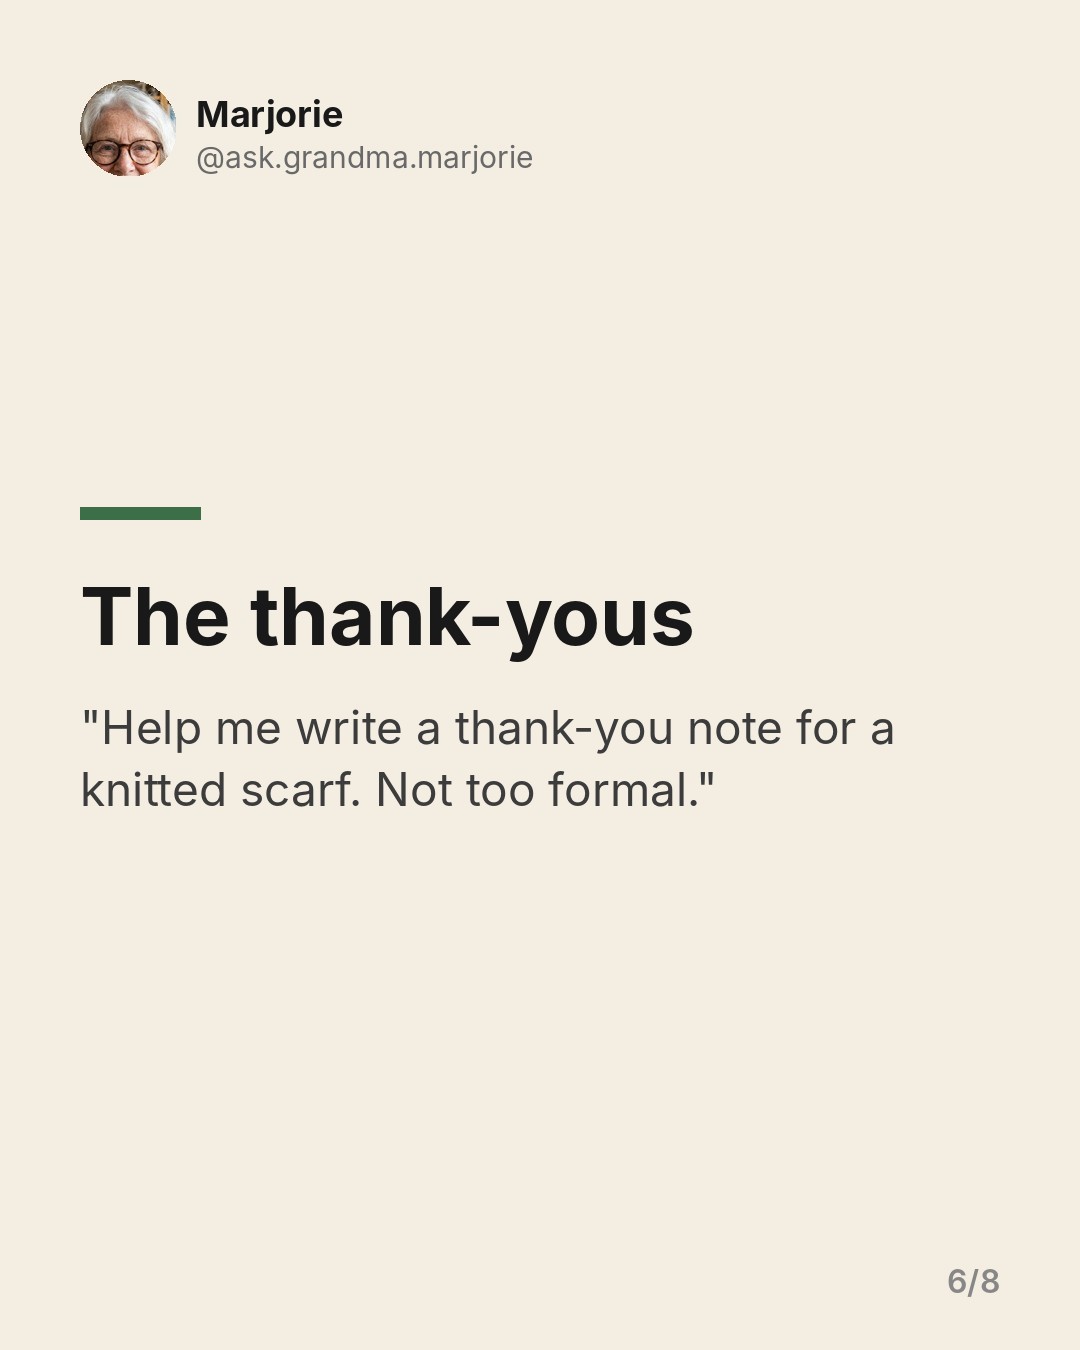 Marjorie
@ask.grandma.marjorie
The thank-yous
"Help me write a thank-you note for a
knitted scarf. Not too formal."
6/8